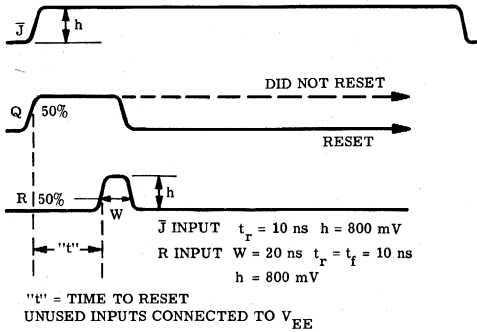 J̅ h
DID NOT RESET
Q 50%
RESET
R 50% h
W
J̅ INPUT t_r = 10 ns h = 800 mV
"t" R INPUT W = 20 ns t_r = t_f = 10 ns
h = 800 mV
"t" = TIME TO RESET
UNUSED INPUTS CONNECTED TO V_EE